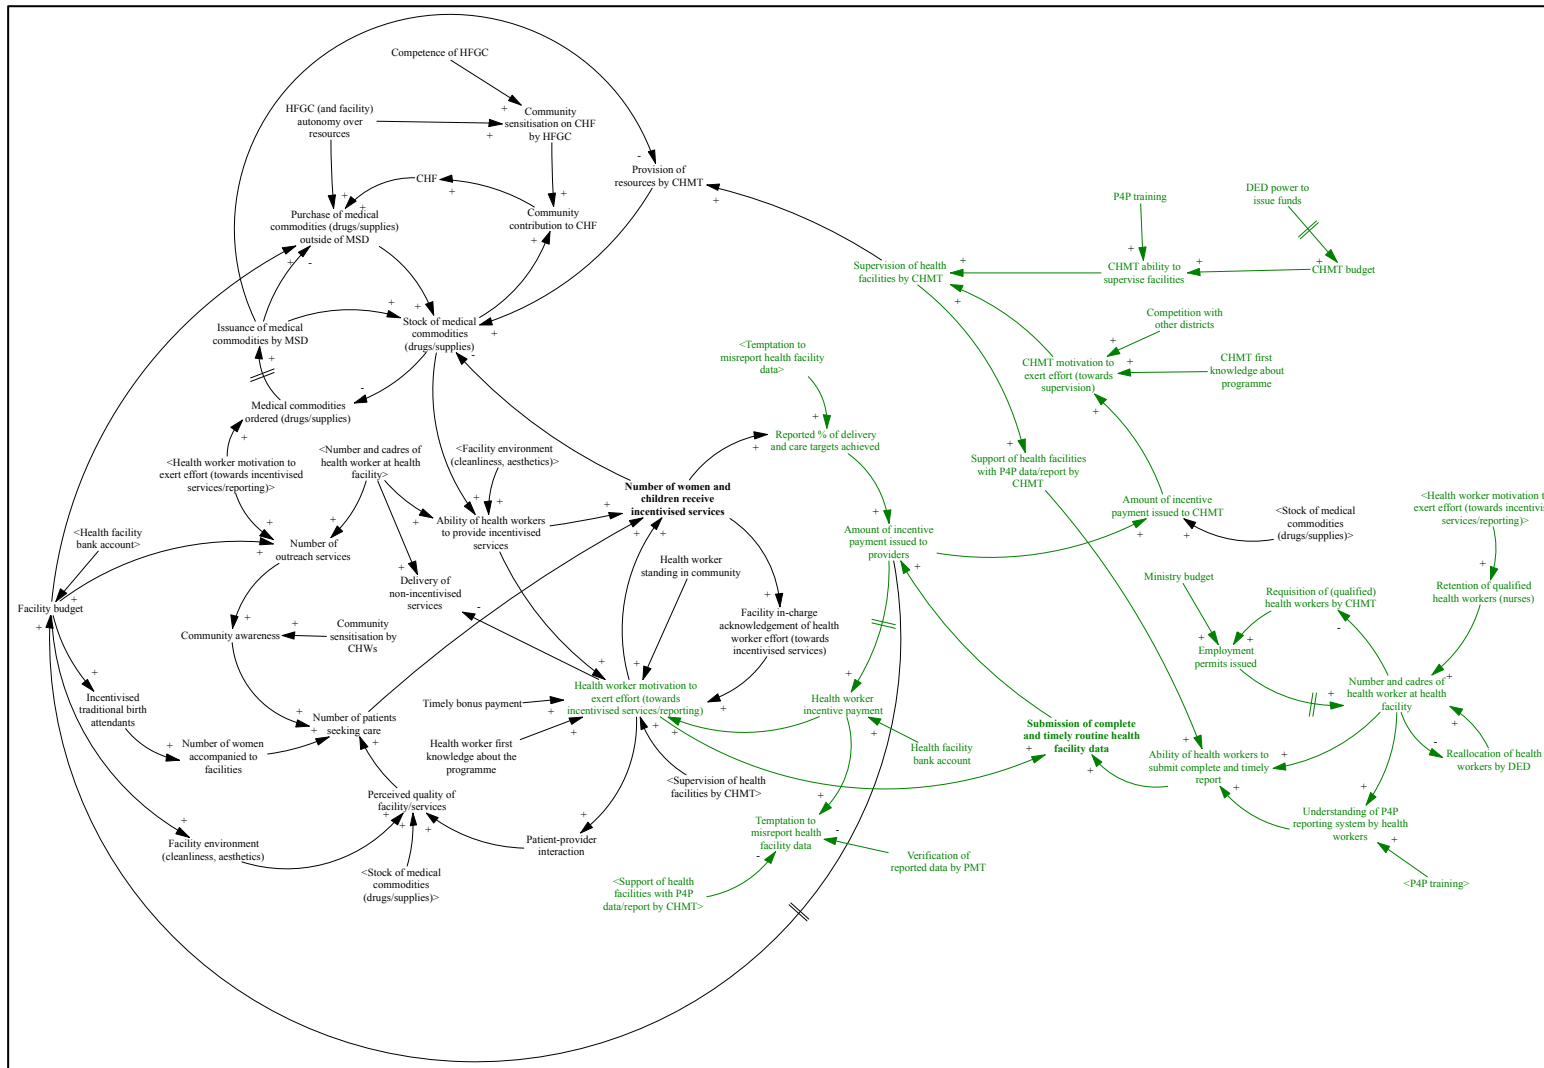 Competence of HFGC
HFGC (and facility)
autonomy over
resources
Community
sensitisation on CHF
by HFGC
CHF
Provision of
resources by CHMT
Purchase of medical
commodities (drugs/supplies)
outside of MSD
Community
contribution to CHF
P4P training
DED power to
issue funds
Supervision of health
facilities by CHMT
CHMT ability to
supervise facilities
CHMT budget
Issuance of medical
commodities by MSD
Stock of medical
commodities
(drugs/supplies)
<Temptation to
misreport health facility
data>
Competition with
other districts
CHMT motivation to
exert effort (towards
supervision)
CHMT first
knowledge about
programme
Medical commodities
ordered (drugs/supplies)
Reported % of delivery
and care targets achieved
<Health worker motivation to
exert effort (towards incentivised
services/reporting)>
<Number and cadres of
health worker at health
facility>
<Facility environment
(cleanliness, aesthetics)>
Support of health facilities
with P4P data/report by
CHMT
Number of women and
children receive
incentivised services
Amount of incentive
payment issued to CHMT
<Stock of medical
commodities
(drugs/supplies)>
<Health worker motivation t
exert effort (towards incentivis
services/reporting)>
<Health facility
bank account>
Number of
outreach services
Ability of health workers
to provide incentivised
services
Amount of incentive
payment issued to
providers
Health worker
standing in community
Delivery of
non-incentivised
services
Ministry budget
Requisition of (qualified)
health workers by CHMT
Retention of qualified
health workers (nurses)
Facility budget
Community awareness
Community
sensitisation by
CHWs
Facility in-charge
acknowledgement of health
worker effort (towards
incentivised services)
Employment
permits issued
Incentivised
traditional birth
attendants
Timely bonus payment
Health worker motivation to
exert effort (towards
incentivised services/reporting)
Health worker
incentive payment
Number and cadres of
health worker at health
facility
Number of patients
seeking care
Submission of complete
and timely routine health
facility data
Number of women
accompanied to
facilities
Health worker first
knowledge about the
programme
Health facility
bank account
Ability of health workers to
submit complete and timely
report
Reallocation of health
workers by DED
<Supervision of health
facilities by CHMT>
Perceived quality of
facility/services
Facility environment
(cleanliness, aesthetics)
Patient-provider
interaction
Temptation to
misreport health
facility data
Understanding of P4P
reporting system by health
workers
Verification of
reported data by PMT
<Stock of medical
commodities
(drugs/supplies)>
<Support of health
facilities with P4P
data/report by CHMT>
<P4P training>